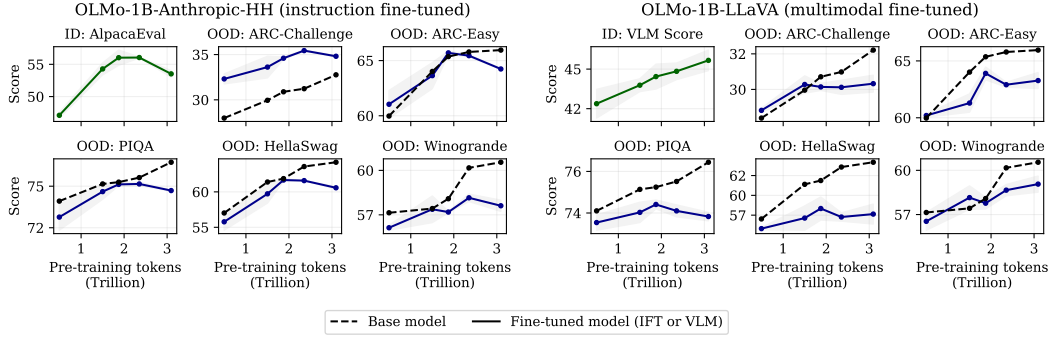 OLMo-1B-Anthropic-HH (instruction fine-tuned)
ID: AlpacaEval
OOD: ARC-Challenge
OOD: ARC-Easy
Score
55
50
35
30
65
60
OOD: PIQA
OOD: HellaSwag
OOD: Winogrande
Score
75
72
60
55
60
57
1 2 3
1 2 3
1 2 3
Pre-training tokens
(Trillion)
Pre-training tokens
(Trillion)
Pre-training tokens
(Trillion)
OLMo-1B-LLaVA (multimodal fine-tuned)
ID: VLM Score
OOD: ARC-Challenge
OOD: ARC-Easy
Score
45
42
32
30
65
60
OOD: PIQA
OOD: HellaSwag
OOD: Winogrande
Score
76
74
62
60
58
57
60
57
1 2 3
1 2 3
1 2 3
Pre-training tokens
(Trillion)
Pre-training tokens
(Trillion)
Pre-training tokens
(Trillion)
Base model
Fine-tuned model (IFT or VLM)